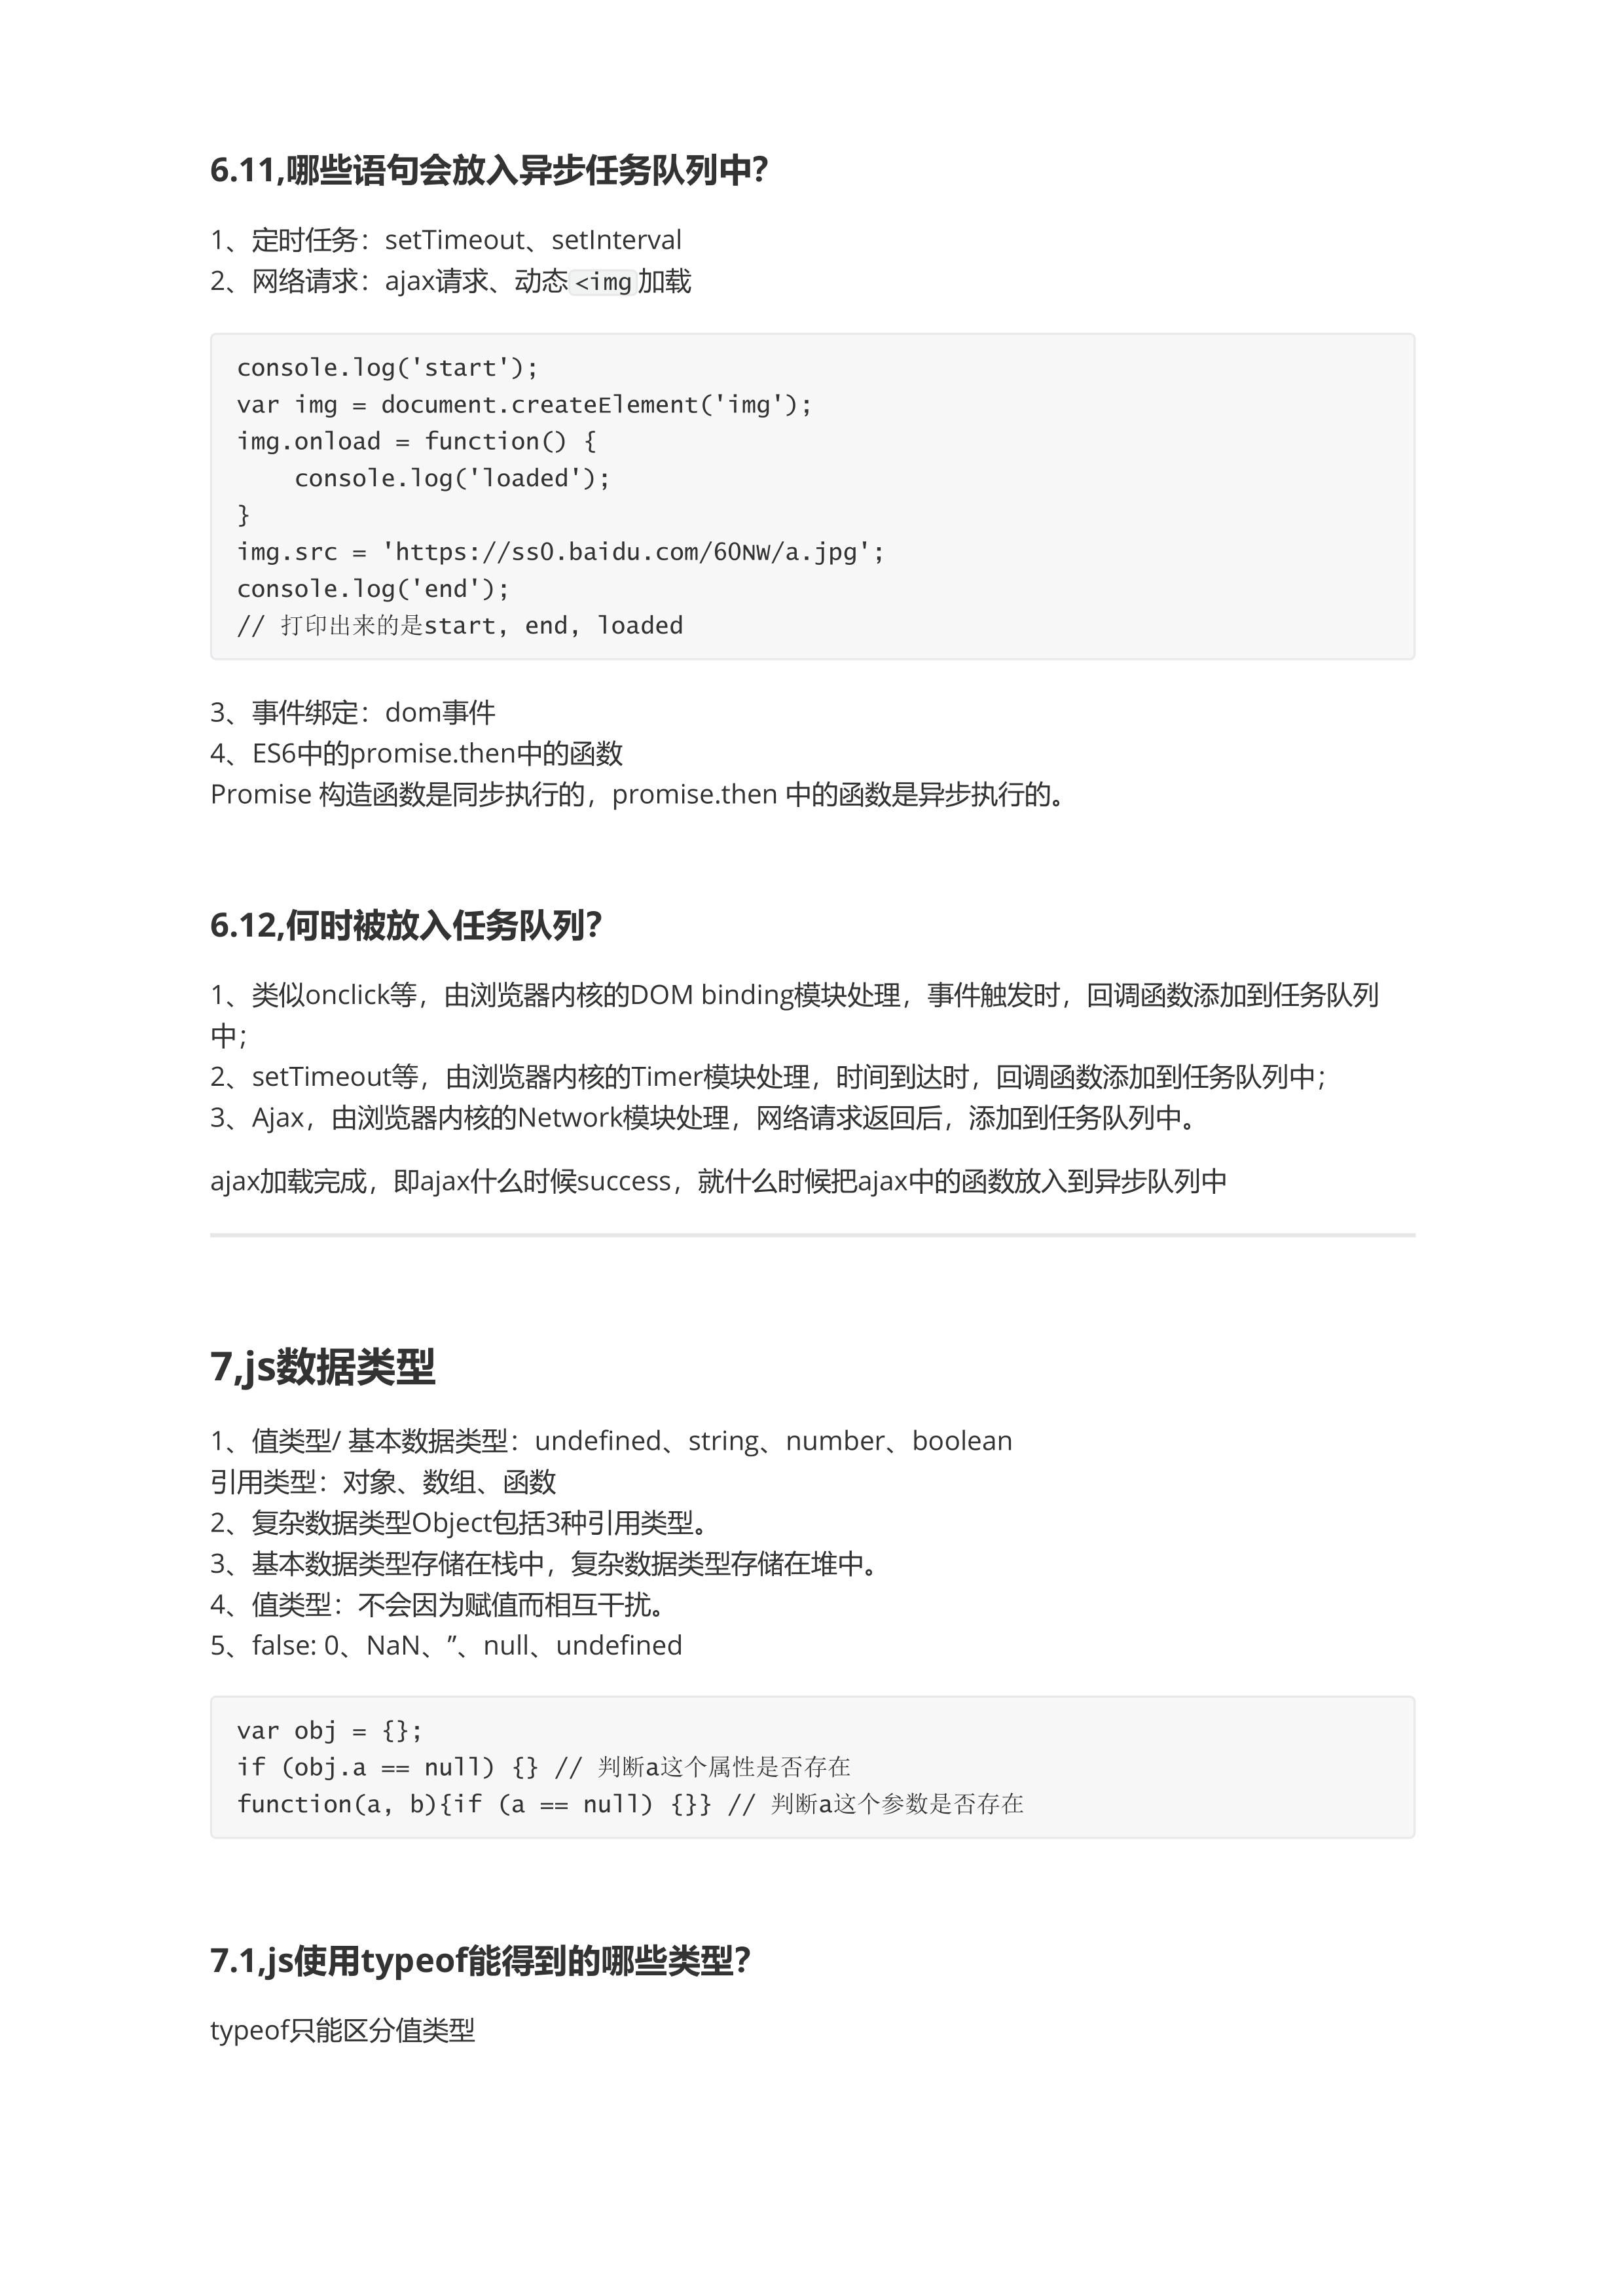 6.11,哪些语句会放入异步任务队列中？
1、定时任务：setTimeout、setInterval
2、网络请求：ajax请求、动态<img加载
console.log('start');
var img = document.createElement('img');
img.onload = function() {
    console.log('loaded');
}
img.src = 'https://ss0.baidu.com/60NW/a.jpg';
console.log('end');
// 打印出来的是start, end, loaded
3、事件绑定：dom事件
4、ES6中的promise.then中的函数
Promise 构造函数是同步执行的，promise.then 中的函数是异步执行的。
6.12,何时被放入任务队列？
1、类似onclick等，由浏览器内核的DOM binding模块处理，事件触发时，回调函数添加到任务队列
中；
2、setTimeout等，由浏览器内核的Timer模块处理，时间到达时，回调函数添加到任务队列中；
3、Ajax，由浏览器内核的Network模块处理，网络请求返回后，添加到任务队列中。
ajax加载完成，即ajax什么时候success，就什么时候把ajax中的函数放入到异步队列中
7,js数据类型
1、值类型/ 基本数据类型：undefined、string、number、boolean
引用类型：对象、数组、函数
2、复杂数据类型Object包括3种引用类型。
3、基本数据类型存储在栈中，复杂数据类型存储在堆中。
4、值类型：不会因为赋值而相互干扰。
5、false: 0、NaN、”、null、undefined
var obj = {};
if (obj.a == null) {} // 判断a这个属性是否存在
function(a, b){if (a == null) {}} // 判断a这个参数是否存在
7.1,js使用typeof能得到的哪些类型？
typeof只能区分值类型